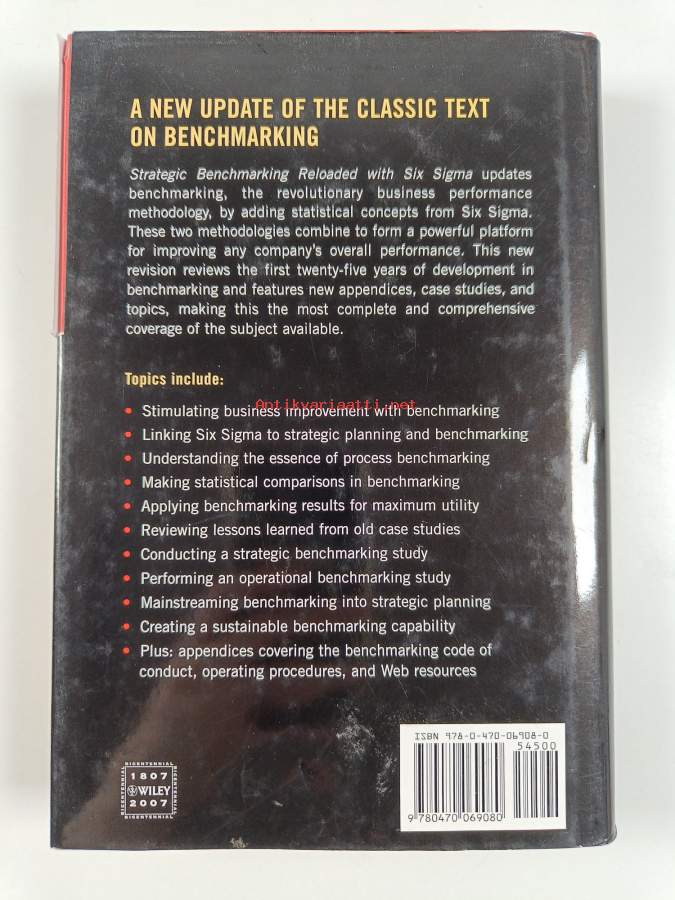 A NEW UPDATE OF THE CLASSIC TEXT
ON BENCHMARKING
Strategic Benchmarking Reloaded with Six Sigma updates
benchmarking, the revolutionary business performance
methodology, by adding statistical concepts from Six Sigma.
These two methodologies combine to form a powerful platform
for improving any company's overall performance. This new
revision reviews the first twenty-five years of development in
benchmarking and features new appendices, case studies, and
topics, making this the most complete and comprehensive
coverage of the subject available.
Topics include:
Antikvariaatti.net
• Stimulating business improvement with benchmarking
• Linking Six Sigma to strategic planning and benchmarking
• Understanding the essence of process benchmarking
• Making statistical comparisons in benchmarking
• Applying benchmarking results for maximum utility
• Reviewing lessons learned from old case studies
• Conducting a strategic benchmarking study
• Performing an operational benchmarking study
• Mainstreaming benchmarking into strategic planning
• Creating a sustainable benchmarking capability
• Plus: appendices covering the benchmarking code of
conduct, operating procedures, and Web resources
ISBN 978-0-470-06908-0
54500
9 780470 069080
BICENTENNIAL
BICENTENNIAL
1807
WILEY
2007
BICENTENNIAL
BICENTENNIAL